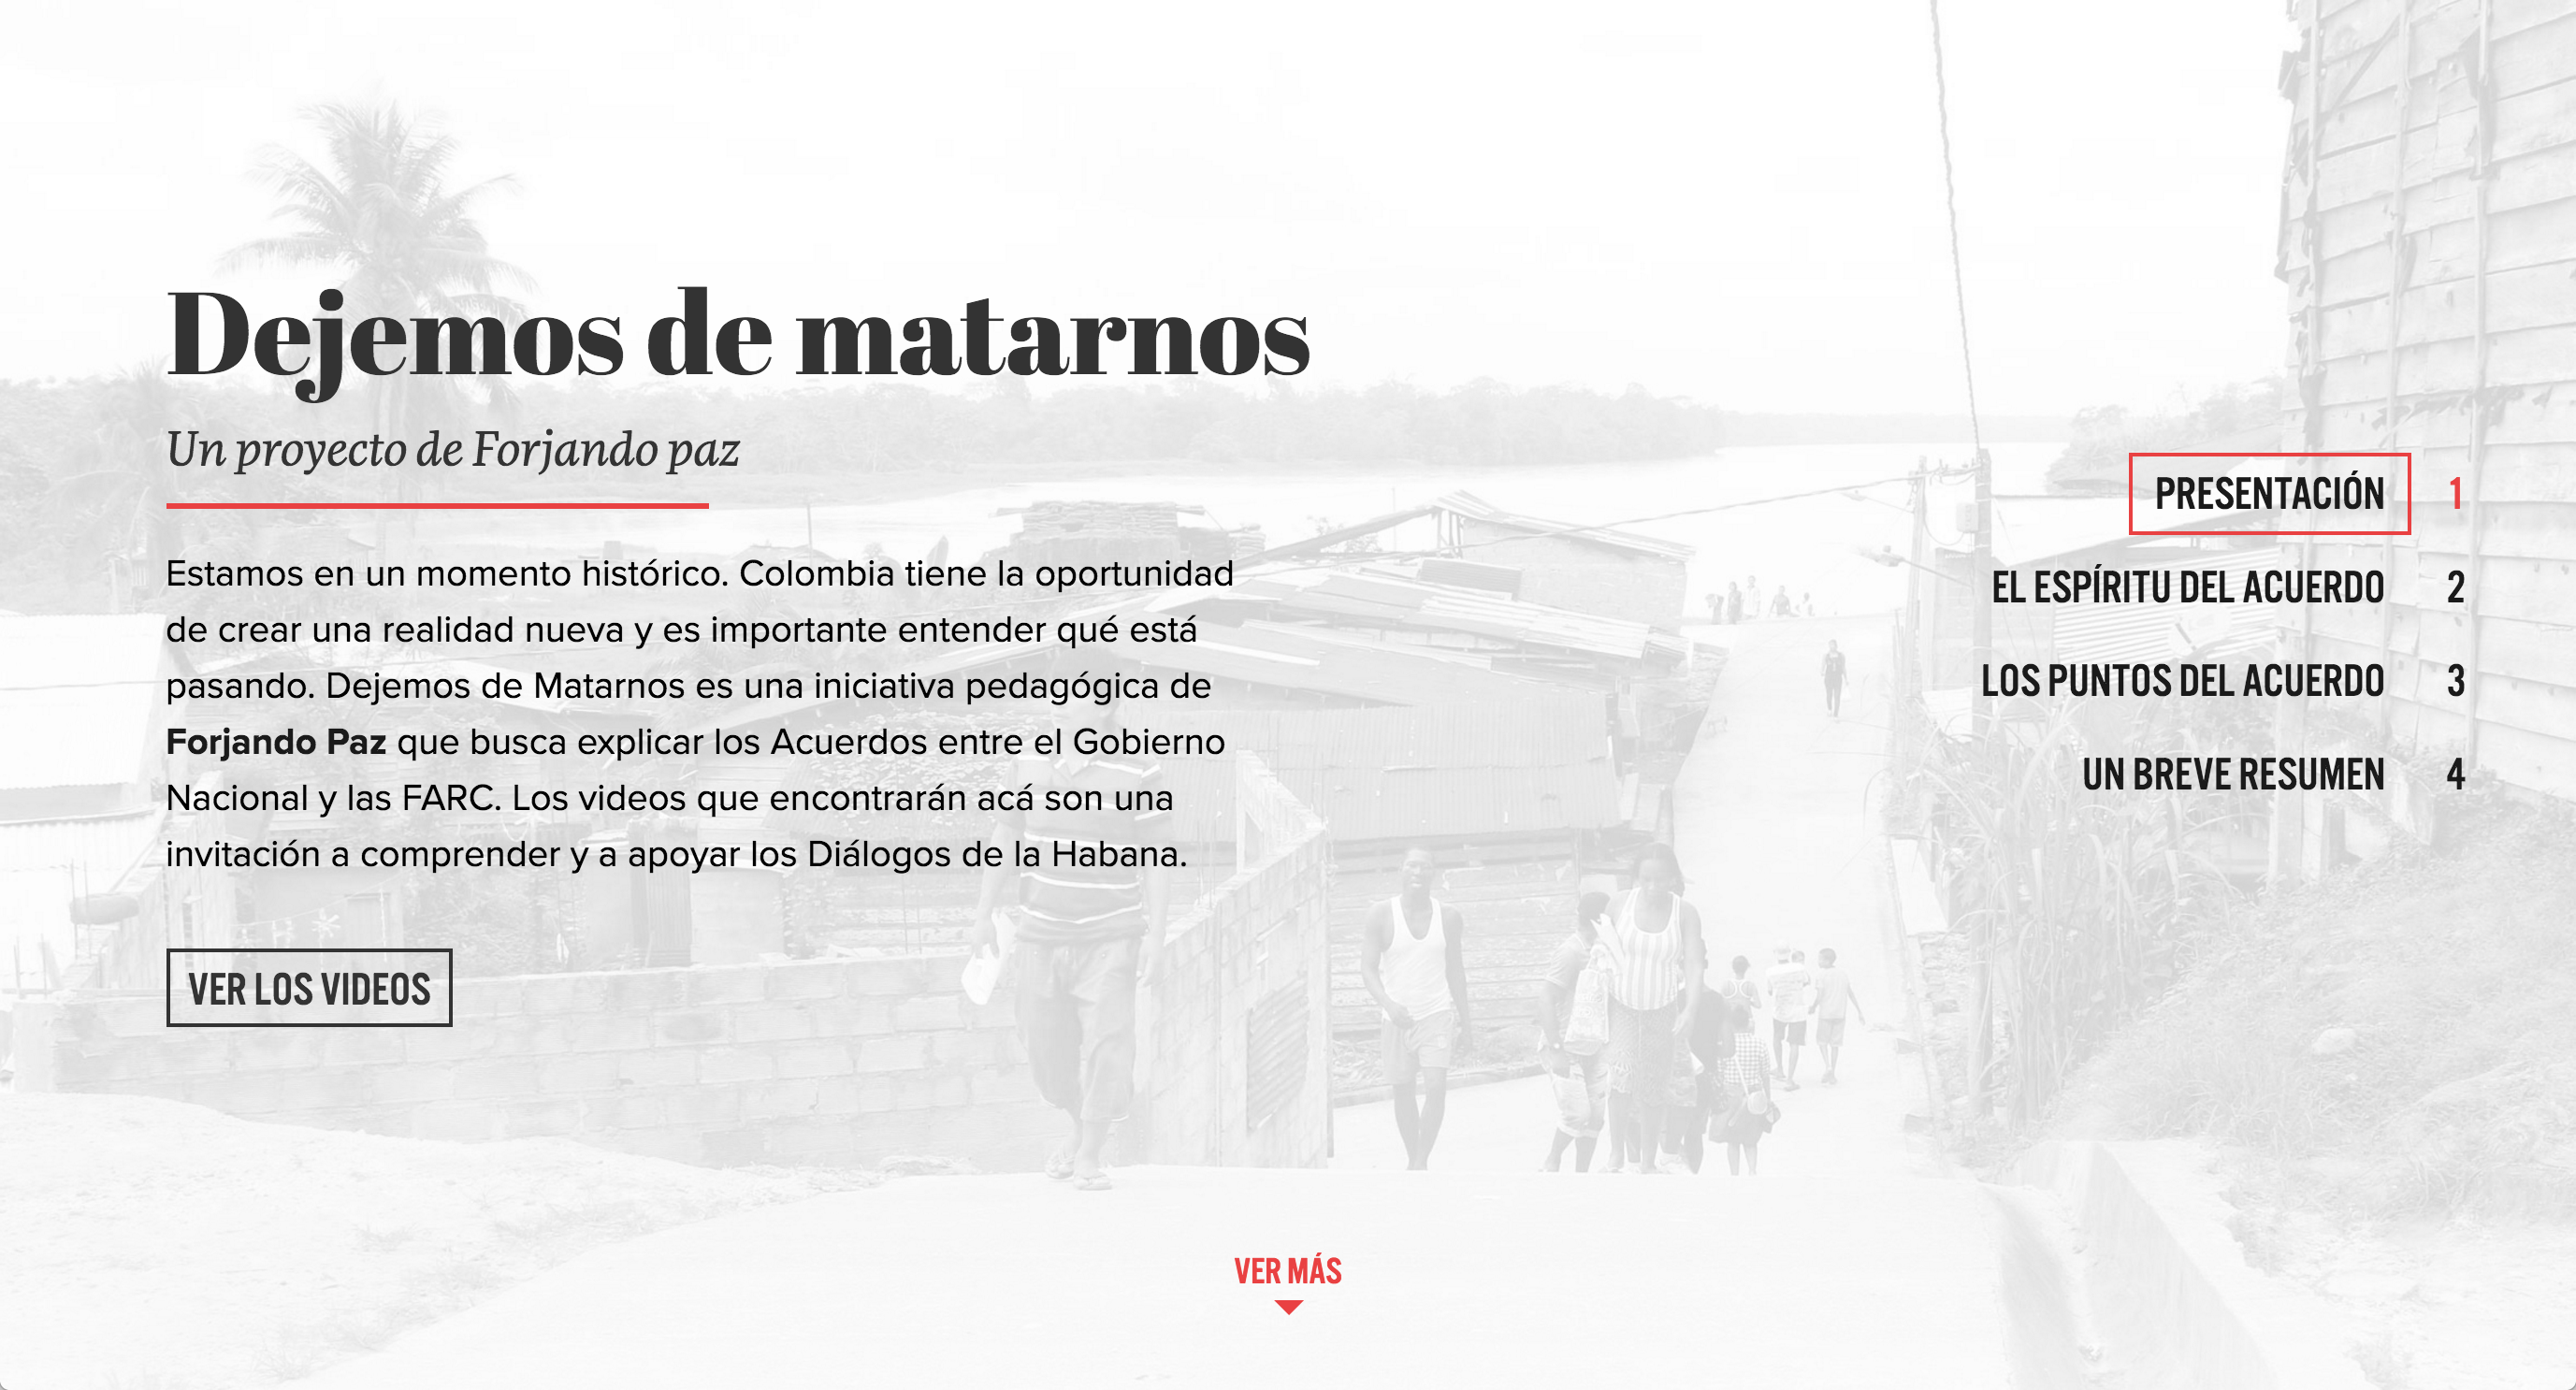 Dejemos de matarnos
Un proyecto de Forjando paz
Estamos en un momento histórico. Colombia tiene la oportunidad
de crear una realidad nueva y es importante entender qué está
pasando. Dejemos de Matarnos es una iniciativa pedagógica de
Forjando Paz que busca explicar los Acuerdos entre el Gobierno
Nacional y las FARC. Los videos que encontrarán acá son una
invitación a comprender y a apoyar los Diálogos de la Habana.
VER LOS VIDEOS
PRESENTACIÓN 1
EL ESPÍRITU DEL ACUERDO 2
LOS PUNTOS DEL ACUERDO 3
UN BREVE RESUMEN 4
VER MÁS